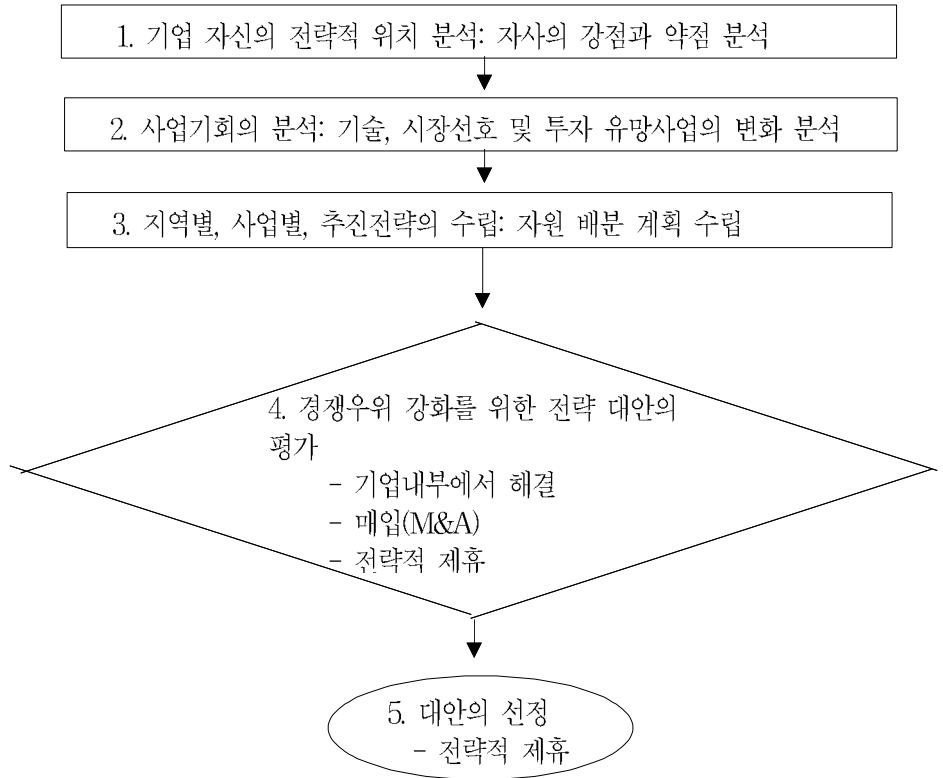 1. 기업 자신의 전략적 위치 분석: 자사의 강점과 약점 분석
2. 사업기회의 분석: 기술, 시장선호 및 투자 유망사업의 변화 분석
3. 지역별, 사업별, 추진전략의 수립: 자원 배분 계획 수립
4. 경쟁우위 강화를 위한 전략 대안의
평가
- 기업내부에서 해결
- 매입(M&A)
- 전략적 제휴
5. 대안의 선정
- 전략적 제휴